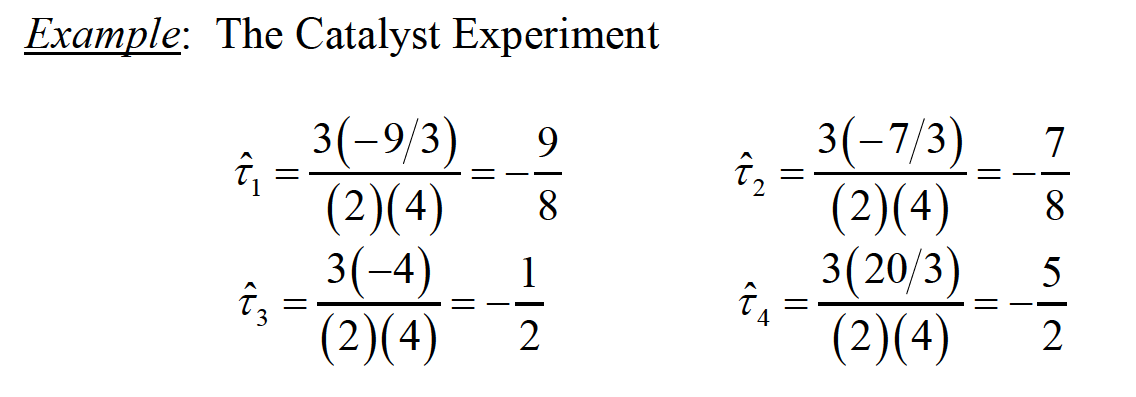 Example: The Catalyst Experiment
τ̂₁ = 3(−9/3) / (2)(4) = −9/8    τ̂₂ = 3(−7/3) / (2)(4) = −7/8
τ̂₃ = 3(−4) / (2)(4) = −1/2    τ̂₄ = 3(20/3) / (2)(4) = −5/2